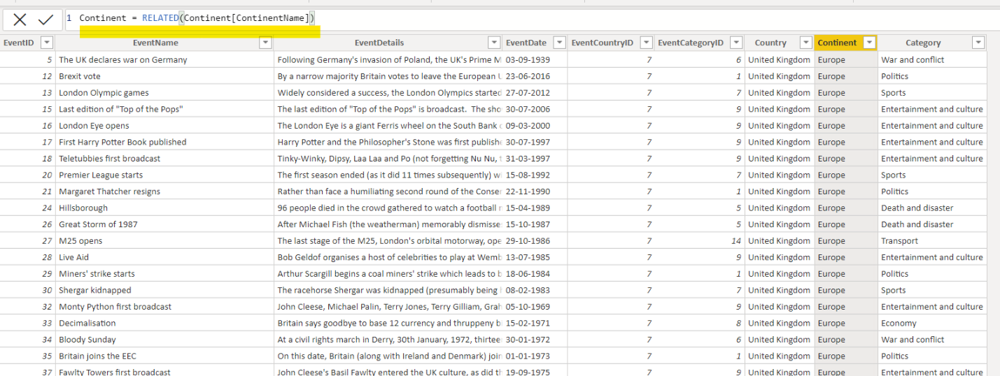 1 Continent = RELATED(Continent[ContinentName])
EventID EventName EventDetails EventDate EventCountryID EventCategoryID Country Continent Category
5 The UK declares war on Germany Following Germany's invasion of Poland, the UK's Prime M 03-09-1939 7 6 United Kingdom Europe War and conflict
12 Brexit vote By a narrow majority Britain votes to leave the European U 23-06-2016 7 1 United Kingdom Europe Politics
13 London Olympic games Widely considered a success, the London Olympics started 27-07-2012 7 7 United Kingdom Europe Sports
15 Last edition of "Top of the Pops" The last edition of "Top of the Pops" is broadcast. The sho 30-07-2006 7 9 United Kingdom Europe Entertainment and culture
16 London Eye opens The London Eye is a giant Ferris wheel on the South Bank 09-03-2000 7 9 United Kingdom Europe Entertainment and culture
17 First Harry Potter Book published Harry Potter and the Philosopher's Stone was first publish 30-07-1997 7 9 United Kingdom Europe Entertainment and culture
18 Teletubbies first broadcast Tinky-Winky, Dipsy, Laa Laa and Po (not forgetting Nu Nu, 31-03-1997 7 9 United Kingdom Europe Entertainment and culture
20 Premier League starts The first season ended (as it did 11 times subsequently) w 15-08-1992 7 7 United Kingdom Europe Sports
21 Margaret Thatcher resigns Rather than face a humiliating second round of the Conser 22-11-1990 7 1 United Kingdom Europe Politics
24 Hillsborough 96 people died in the crowd gathered to watch a football 15-04-1989 7 5 United Kingdom Europe Death and disaster
26 Great Storm of 1987 After Michael Fish (the weatherman) memorably dismisse 15-10-1987 7 5 United Kingdom Europe Death and disaster
27 M25 opens The last stage of the M25, London's orbital motorway, ope 29-10-1986 7 14 United Kingdom Europe Transport
28 Live Aid Bob Geldof organises a host of celebrities to play at Wemb 13-07-1985 7 9 United Kingdom Europe Entertainment and culture
29 Miners' strike starts Arthur Scargill begins a coal miners' strike which leads to b 18-06-1984 7 1 United Kingdom Europe Politics
30 Shergar kidnapped The racehorse Shergar was kidnapped (presumably being 08-02-1983 7 7 United Kingdom Europe Sports
32 Monty Python first broadcast John Cleese, Michael Palin, Terry Jones, Terry Gilliam, Grah 05-10-1969 7 9 United Kingdom Europe Entertainment and culture
33 Decimalisation Britain says goodbye to base 12 currency and thruppeny b 15-02-1971 7 8 United Kingdom Europe Economy
34 Bloody Sunday At a civil rights march in Derry, 30th January, 1972, thirtee 30-01-1972 7 6 United Kingdom Europe War and conflict
35 Britain joins the EEC On this date, Britain (along with Ireland and Denmark) join 01-01-1973 7 1 United Kingdom Europe Politics
37 Fawlty Towers first broadcast John Cleese's Basil Fawlty entered the UK culture, as did th 19-09-1975 7 9 United Kingdom Europe Entertainment and culture